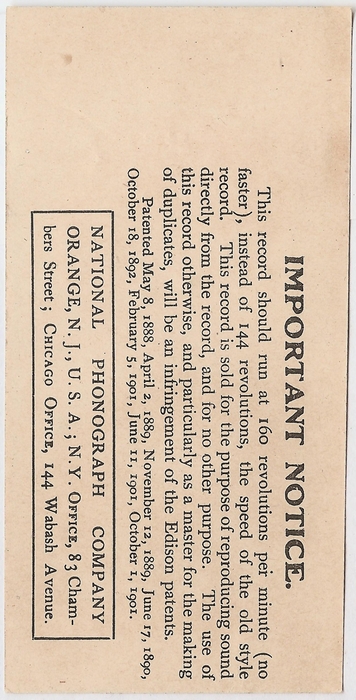 IMPORTANT NOTICE.
This record should run at 160 revolutions per minute (no
faster), instead of 144 revolutions, the speed of the old style
record. This record is sold for the purpose of reproducing sound
directly from the record, and for no other purpose. The use of
this record otherwise, and particularly as a master for the making
of duplicates, will be an infringement of the Edison patents.
Patented May 8, 1888, April 2, 1889, November 12, 1889, June 17, 1890,
October 18, 1892, February 5, 1901, June 11, 1901, October 1, 1901.
NATIONAL PHONOGRAPH COMPANY
ORANGE, N. J., U. S. A.; N.Y. OFFICE, 83 Cham-
bers Street; CHICAGO OFFICE, 144 Wabash Avenue.